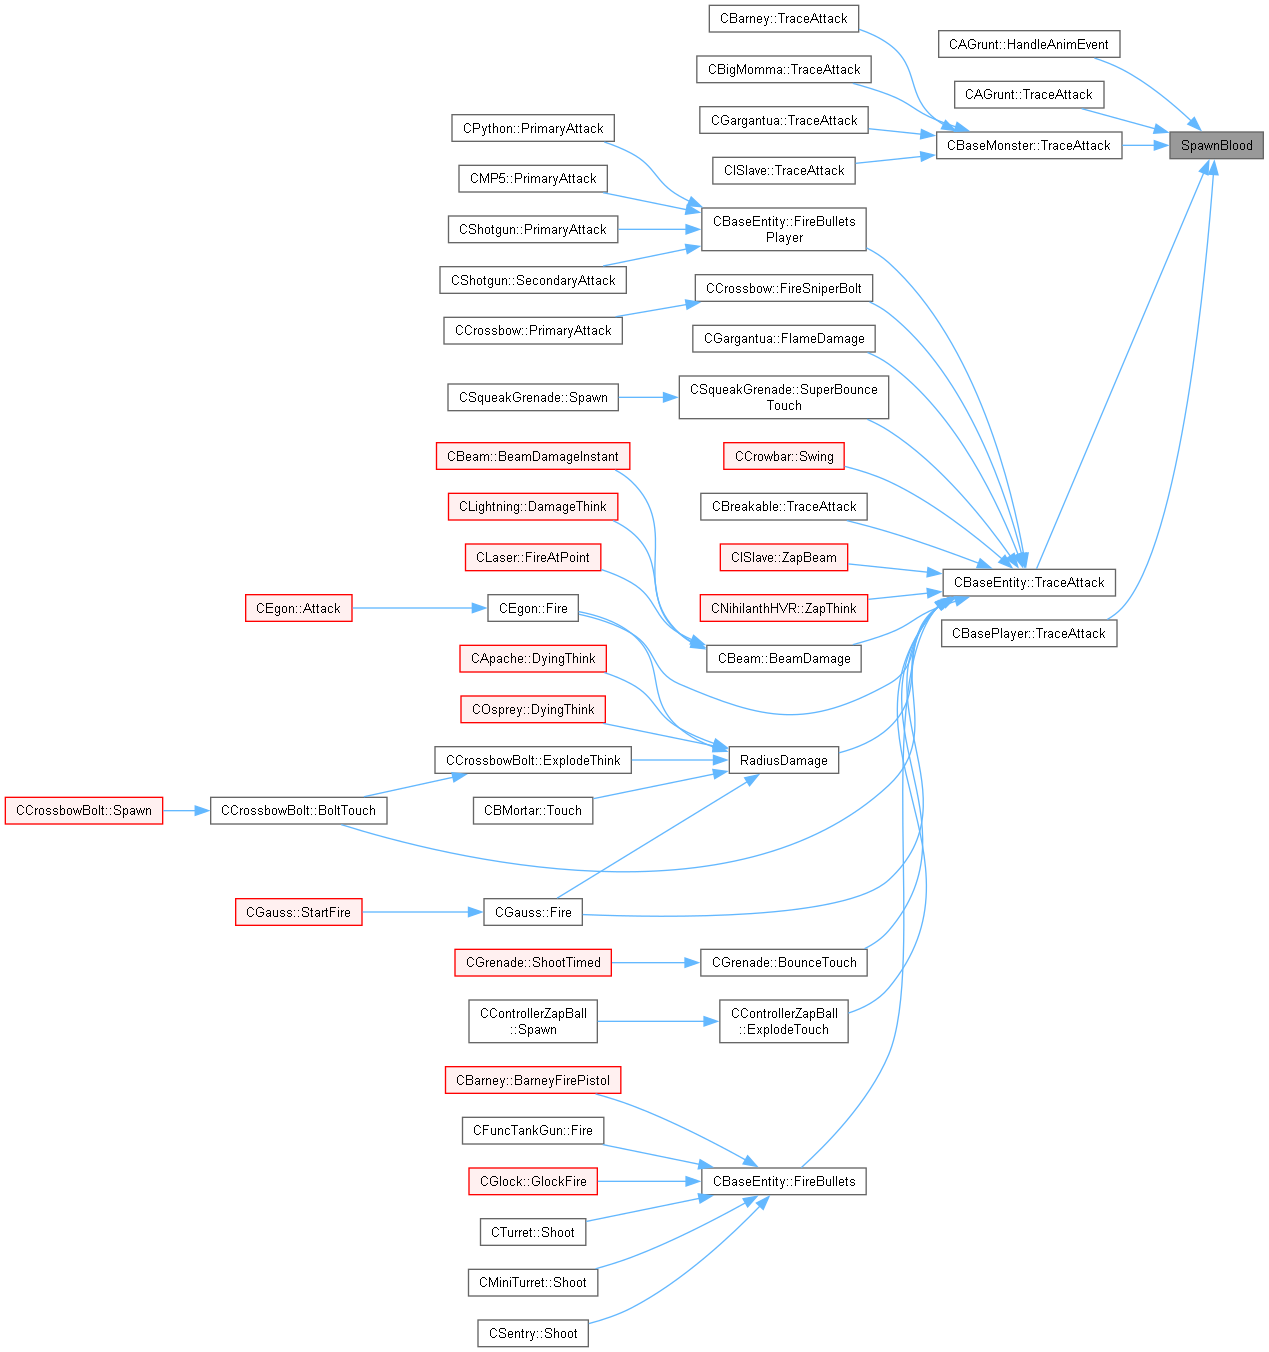 CBarney::TraceAttack
CAGrunt::HandleAnimEvent
CBigMomma::TraceAttack
CAGrunt::TraceAttack
CGargantua::TraceAttack
CPython::PrimaryAttack
CBaseMonster::TraceAttack
SpawnBlood
CISlave::TraceAttack
CMP5::PrimaryAttack
CBaseEntity::FireBullets
Player
CShotgun::PrimaryAttack
CShotgun::SecondaryAttack
CCrossbow::FireSniperBolt
CCrossbow::PrimaryAttack
CGargantua::FlameDamage
CSqueakGrenade::SuperBounce
Touch
CSqueakGrenade::Spawn
CBeam::BeamDamageInstant
CCrowbar::Swing
CLightning::DamageThink
CBreakable::TraceAttack
CLaser::FireAtPoint
CISlave::ZapBeam
CBaseEntity::TraceAttack
CEgon::Attack
CEgon::Fire
CNihilanthHVR::ZapThink
CBasePlayer::TraceAttack
CApache::DyingThink
CBeam::BeamDamage
COsprey::DyingThink
CCrossbowBolt::ExplodeThink
RadiusDamage
CCrossbowBolt::Spawn
CCrossbowBolt::BoltTouch
CBMortar::Touch
CGauss::StartFire
CGauss::Fire
CGrenade::ShootTimed
CGrenade::BounceTouch
CControllerZapBall
::Spawn
CControllerZapBall
::ExplodeTouch
CBarney::BarneyFirePistol
CFuncTankGun::Fire
CGlock::GlockFire
CBaseEntity::FireBullets
CTurret::Shoot
CMiniTurret::Shoot
CSentry::Shoot